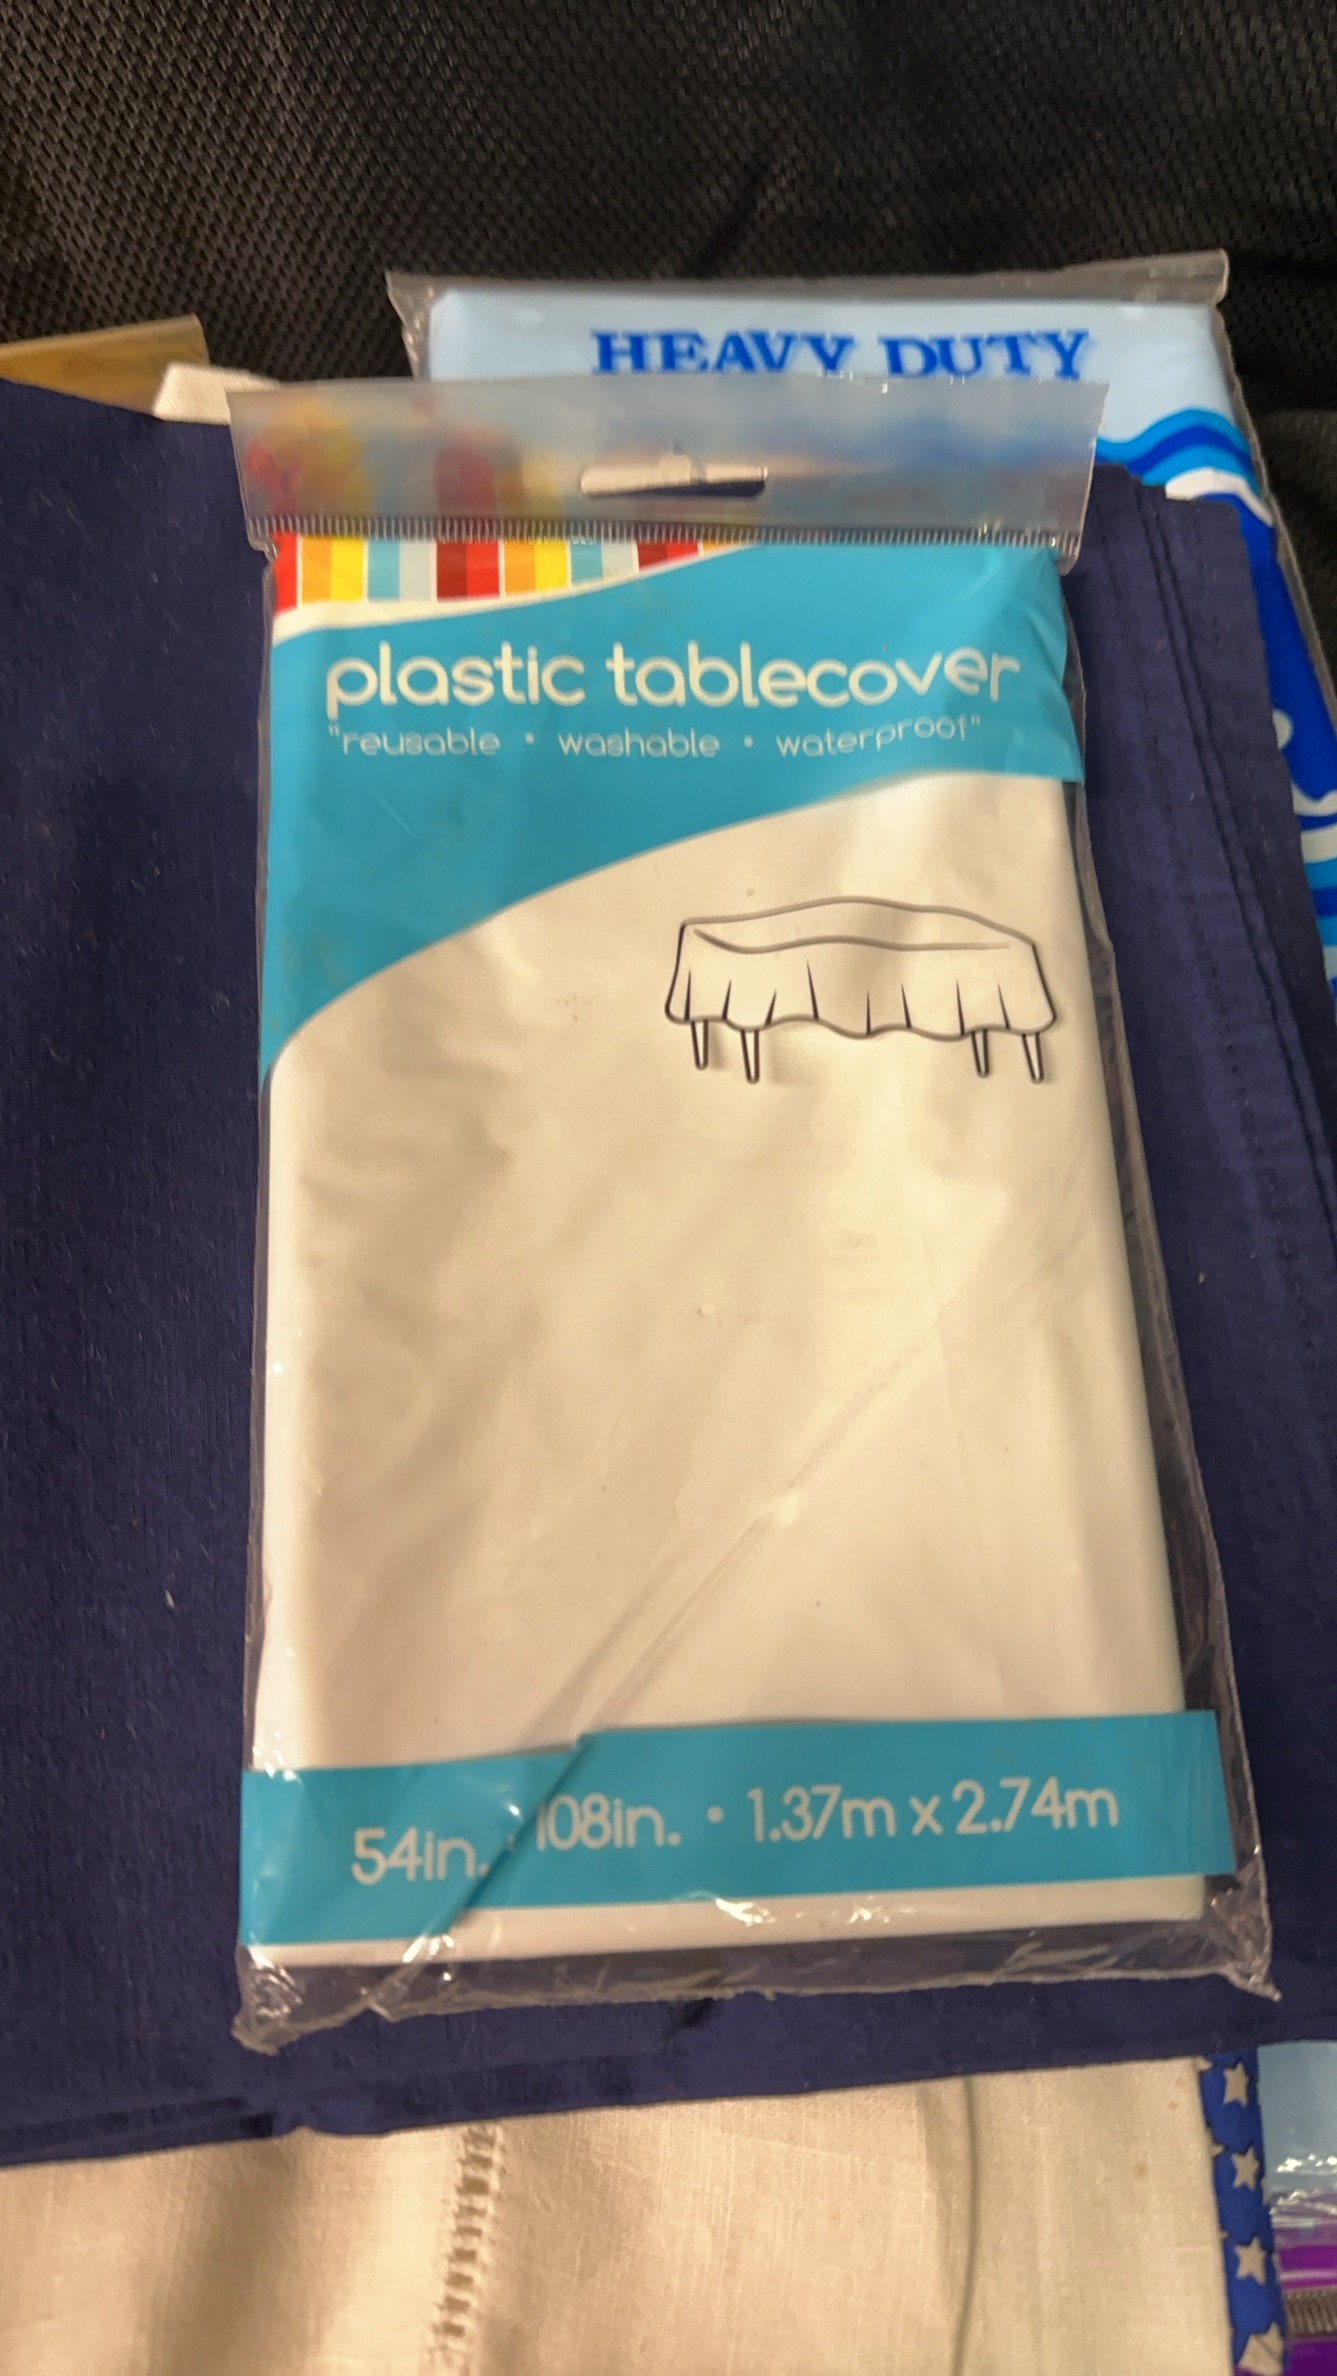 HEAVY DUTY
plastic tablecover
"reusable • washable • waterproof"
54in. 108in. • 1.37m x 2.74m